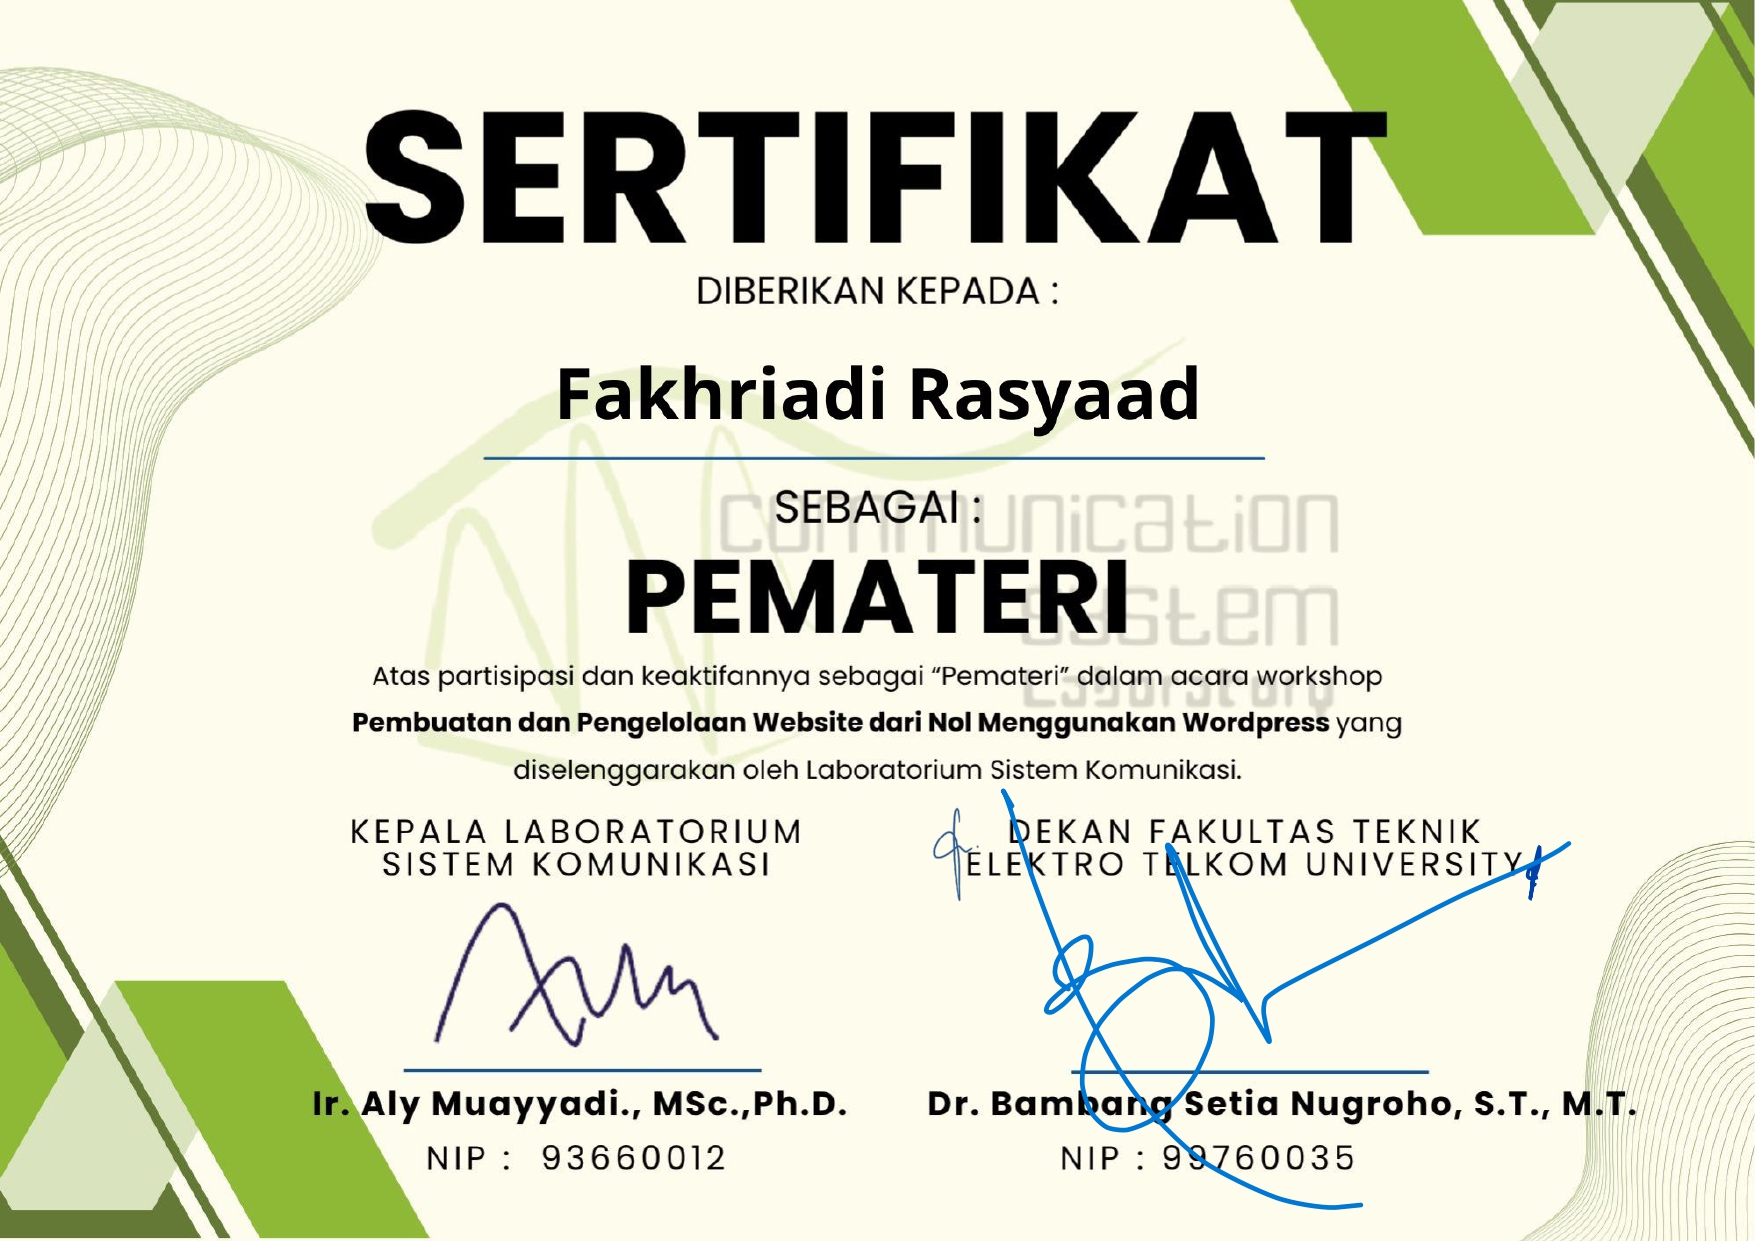 SERTIFIKAT
DIBERIKAN KEPADA :
Fakhriadi Rasyaad
SEBAGAI :
communication
PEMATERI
system
Atas partisipasi dan keaktifannya sebagai “Pemateri” dalam acara workshop
Laboratory
Pembuatan dan Pengelolaan Website dari Nol Menggunakan Wordpress yang
diselenggarakan oleh Laboratorium Sistem Komunikasi.
KEPALA LABORATORIUM
SISTEM KOMUNIKASI
Ir. Aly Muayyadi., MSc.,Ph.D.
NIP : 93660012
DEKAN FAKULTAS TEKNIK
ELEKTRO TELKOM UNIVERSITY
Dr. Bambang Setia Nugroho, S.T., M.T.
NIP : 99760035